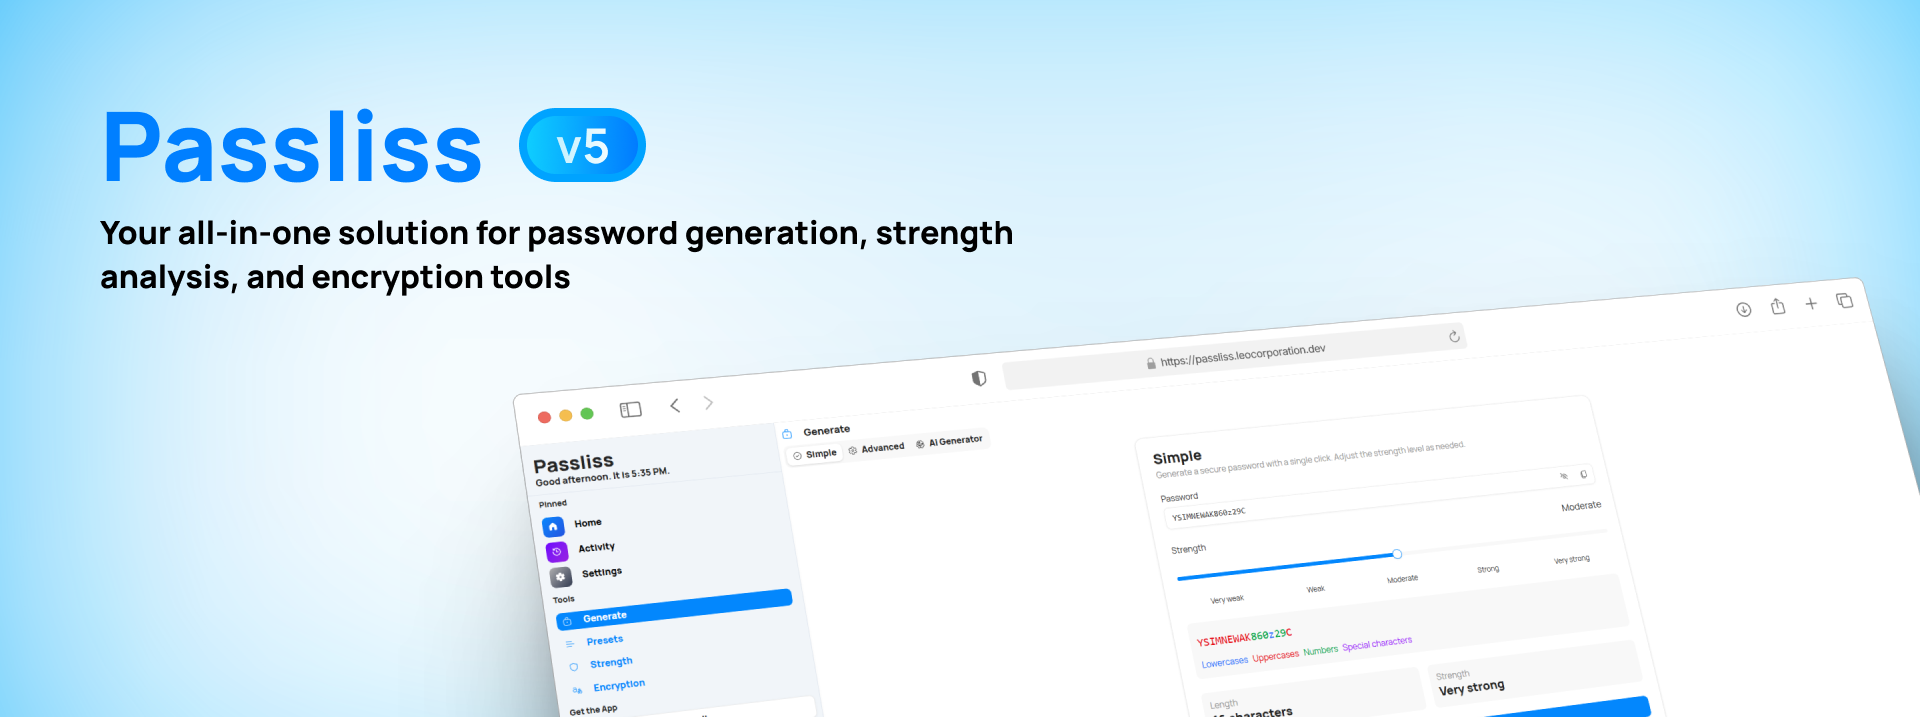 Passliss v5
Your all-in-one solution for password generation, strength
analysis, and encryption tools
https://passliss.leocorporation.dev
Passliss
Good afternoon. It is 5:35 PM.
Pinned
Home
Activity
Settings
Tools
Generate
Presets
Strength
Encryption
Get the App
Generate
Simple Advanced AI Generator
Simple
Generate a secure password with a single click. Adjust the strength level as needed.
Password
YSIMNEWAK860z29C
Moderate
Strength
Very weak Weak Moderate Strong Very strong
YSIMNEWAK860z29C
Lowercases Uppercases Numbers Special characters
Length
characters
Strength
Very strong